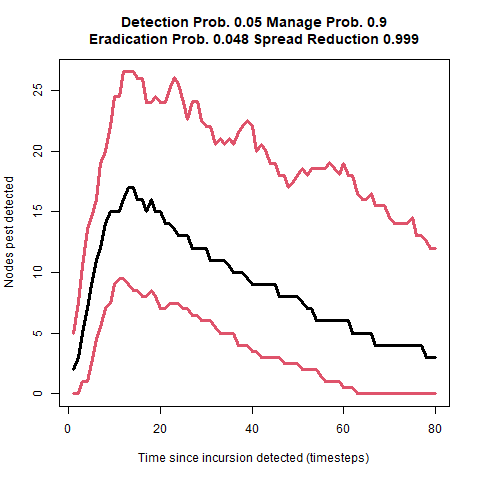 Detection Prob. 0.05 Manage Prob. 0.9
Eradication Prob. 0.048 Spread Reduction 0.999
Nodes pest detected
25
20
15
10
5
0
0 20 40 60 80
Time since incursion detected (timesteps)